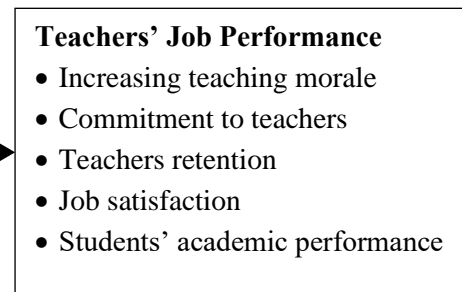 Teachers’ Job Performance
• Increasing teaching morale
• Commitment to teachers
• Teachers retention
• Job satisfaction
• Students’ academic performance